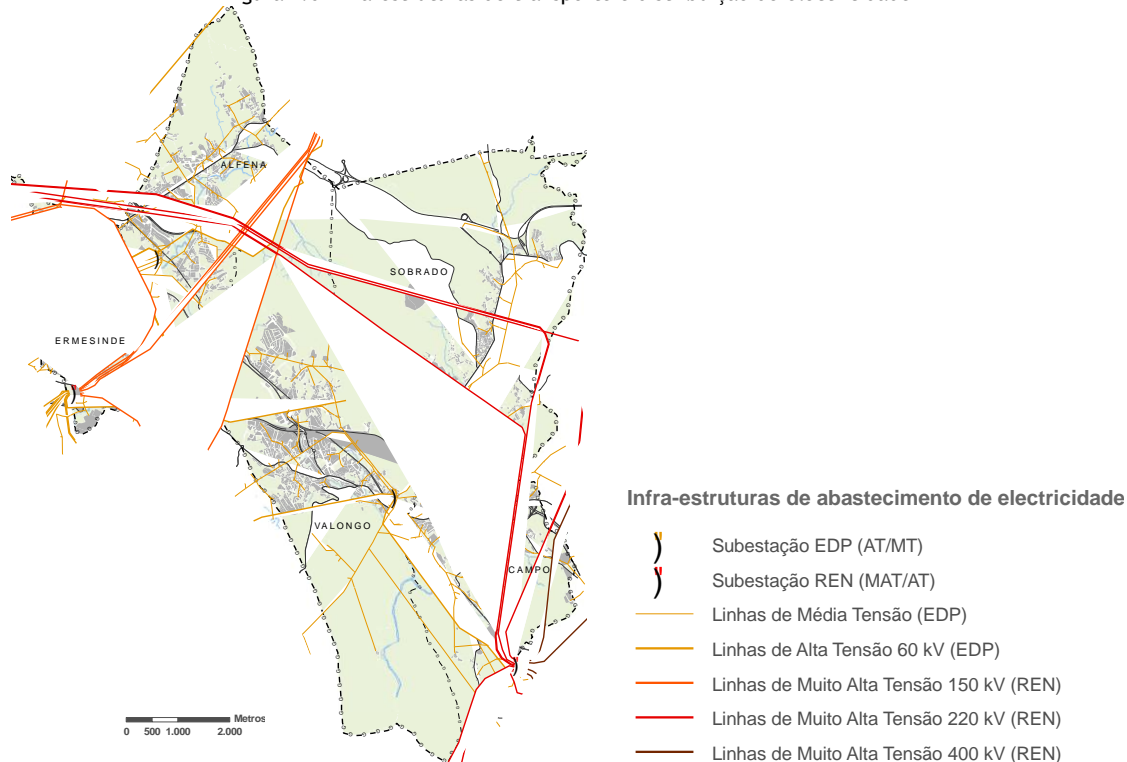 ALFENA
SOBRADO
ERMESINDE
VALONGO
CAMPO
Metros
0 500 1.000 2.000
Infra-estruturas de abastecimento de electricidade
Subestação EDP (AT/MT)
Subestação REN (MAT/AT)
Linhas de Média Tensão (EDP)
Linhas de Alta Tensão 60 kV (EDP)
Linhas de Muito Alta Tensão 150 kV (REN)
Linhas de Muito Alta Tensão 220 kV (REN)
Linhas de Muito Alta Tensão 400 kV (REN)